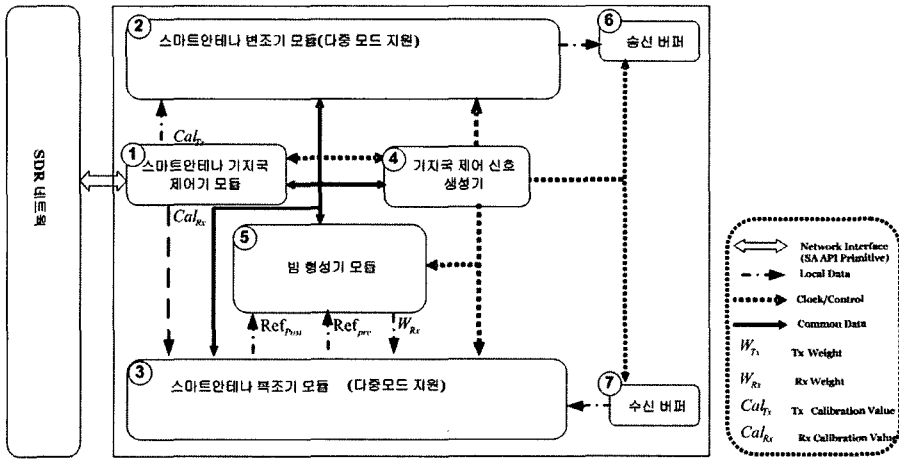 2
스마트안테나 변조기 모듈(다중 모드 지원)
6
송신 버퍼
Cal_Tx
1
스마트안테나 기지국
제어기 모듈
4
기지국 제어 신호
생성기
SDR 네트웍
Cal_Rx
5
빔 형성기 모듈
Ref_Post
Ref_pre
W_Rx
3
스마트안테나 복조기 모듈 (다중모드 지원)
7
수신 버퍼
Network Interface
(SA API Primitive)
Local Data
Clock/Control
Common Data
W_Tx Tx Weight
W_Rx Rx Weight
Cal_Tx Tx Calibration Value
Cal_Rx Rx Calibration Value